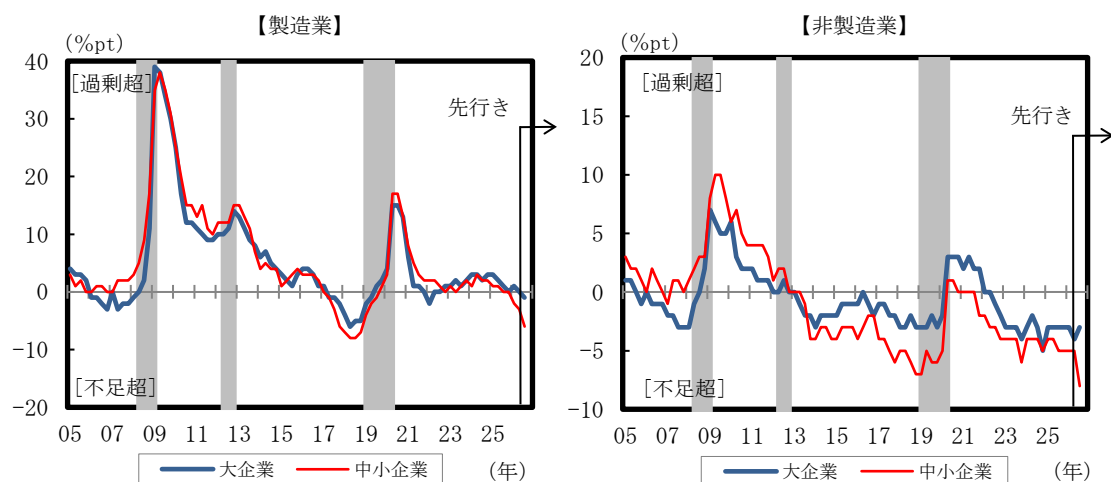 【製造業】
(%pt)
40
30
20
10
0
-10
-20
[過剰超]
先行き
[不足超]
05 07 09 11 13 15 17 19 21 23 25
大企業 中小企業 (年)
【非製造業】
(%pt)
20
15
10
5
0
-5
-10
[過剰超]
先行き
[不足超]
05 07 09 11 13 15 17 19 21 23 25
大企業 中小企業 (年)